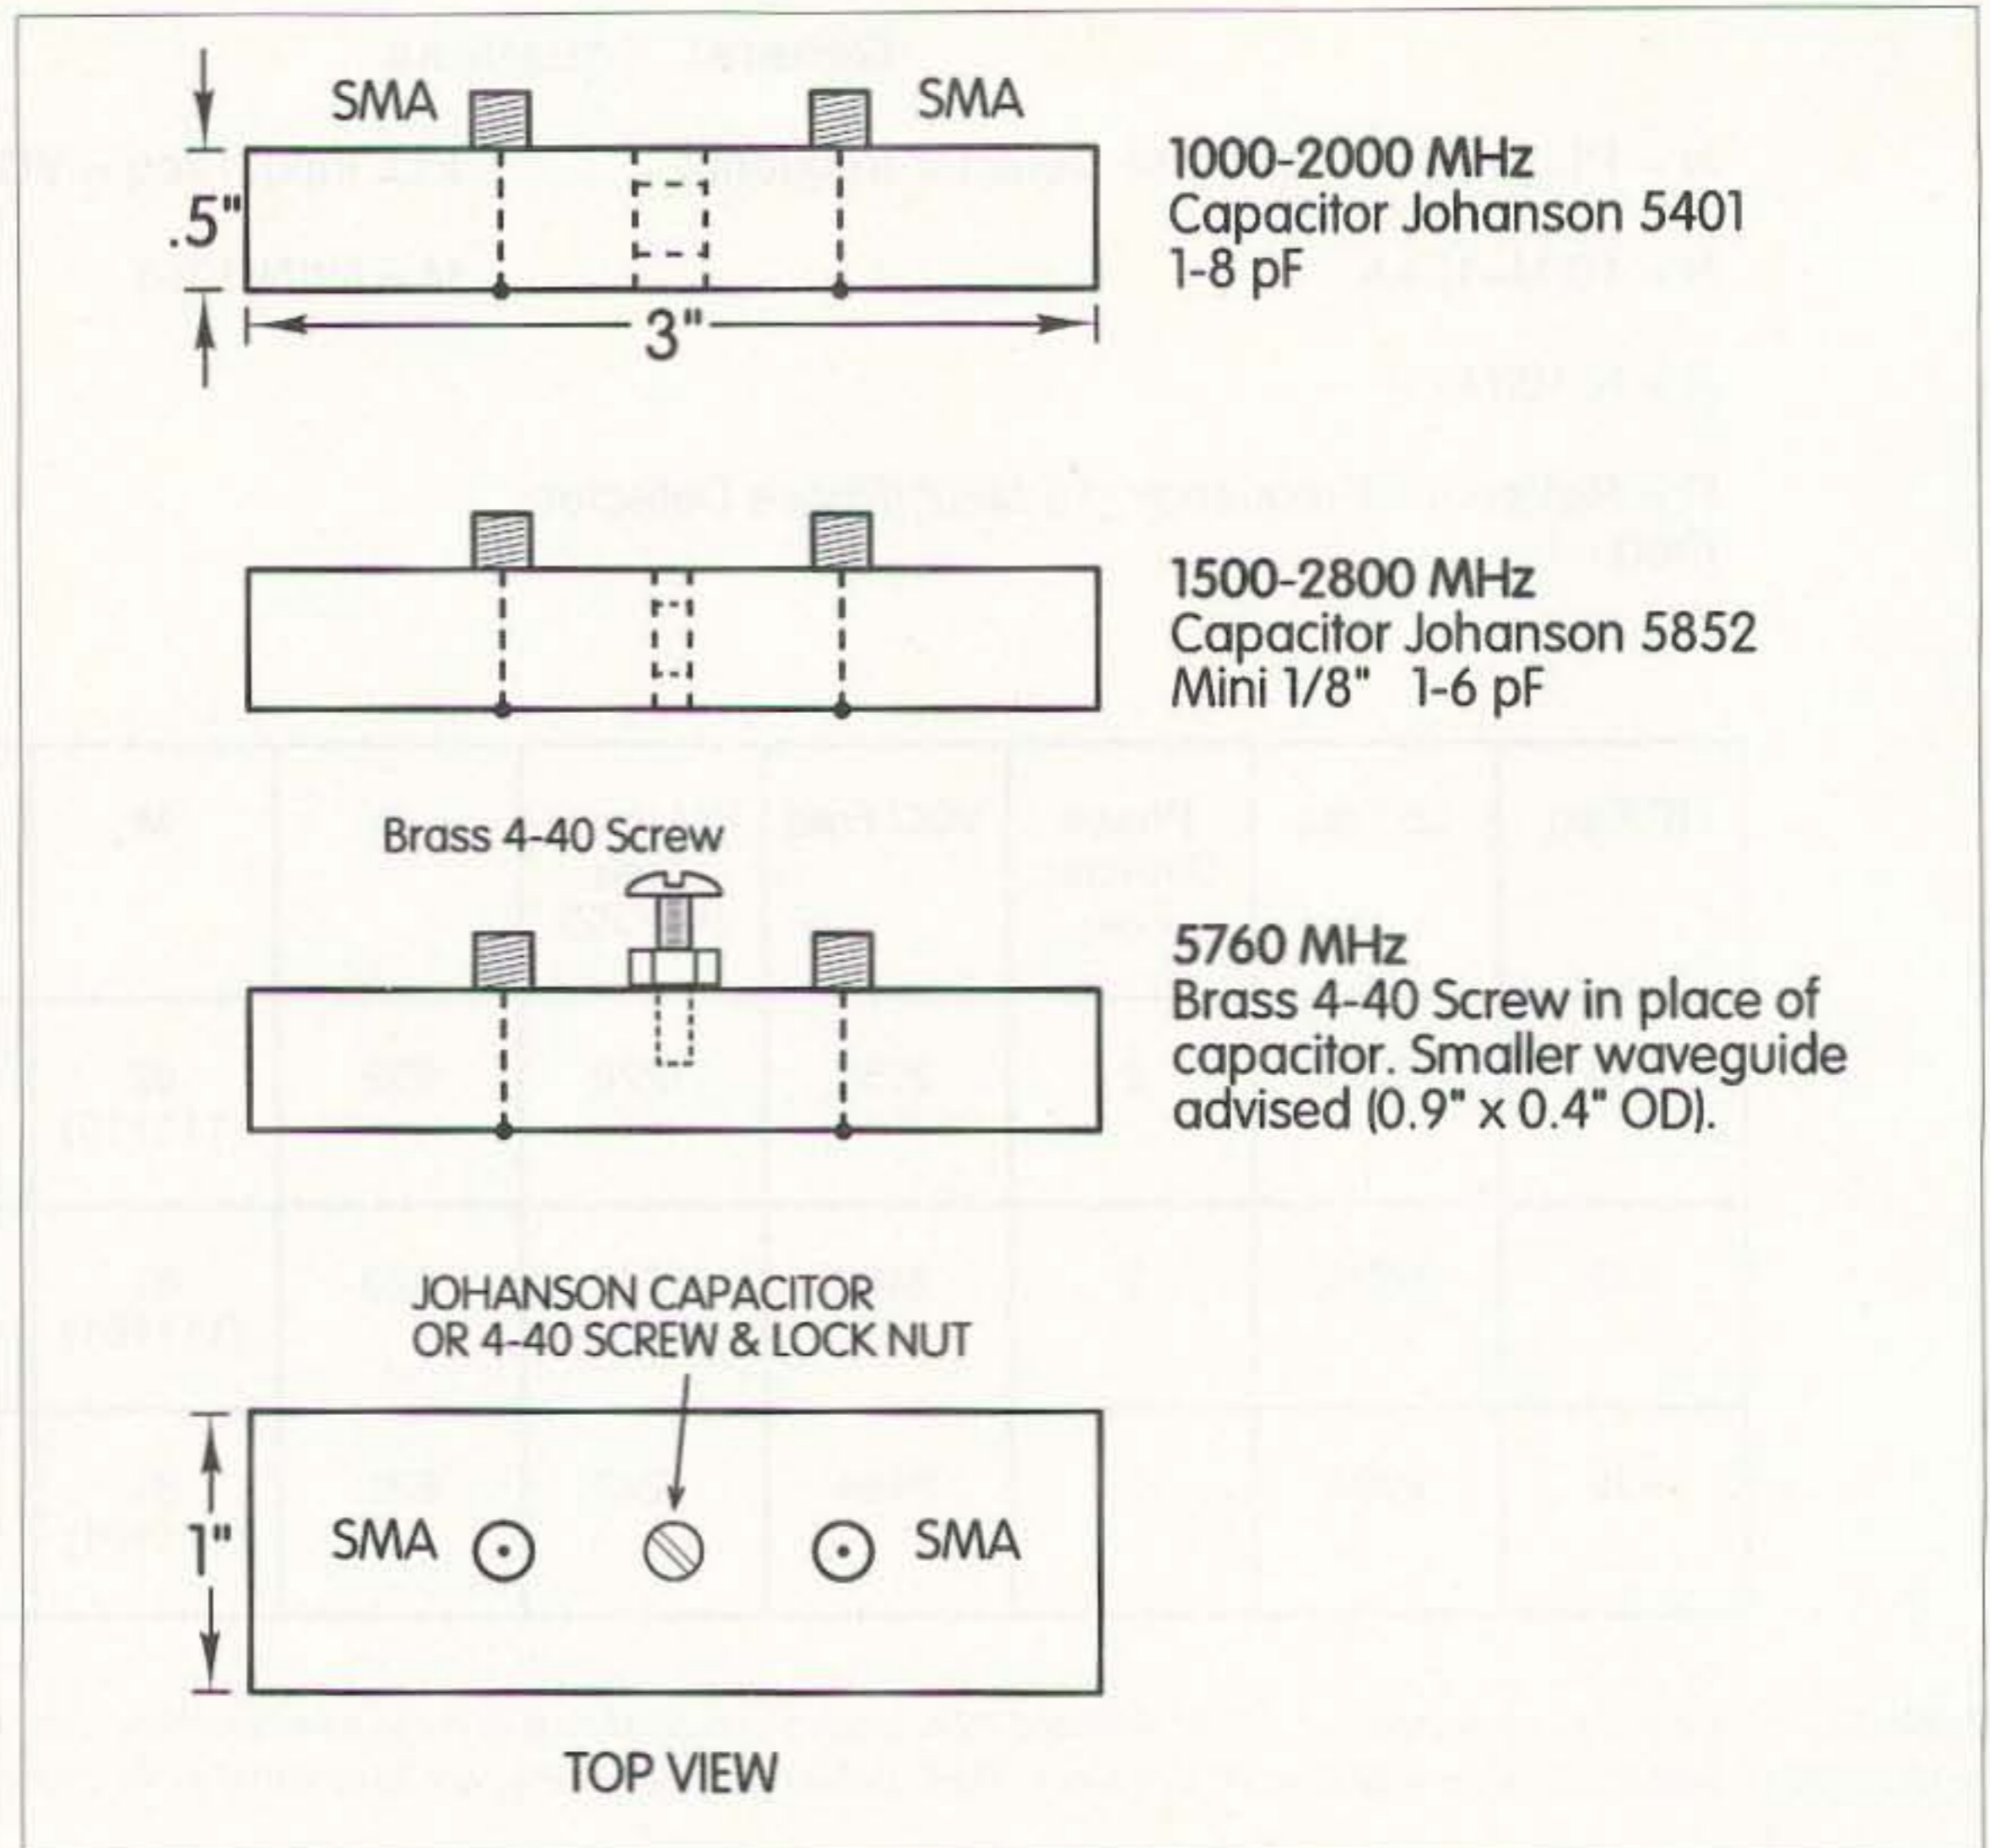 SMA
SMA
.5"
3"
1000-2000 MHz
Capacitor Johanson 5401
1-8 pF
1500-2800 MHz
Capacitor Johanson 5852
Mini 1/8" 1-6 pF
Brass 4-40 Screw
5760 MHz
Brass 4-40 Screw in place of
capacitor. Smaller waveguide
advised (0.9" x 0.4" OD).
JOHANSON CAPACITOR
OR 4-40 SCREW & LOCK NUT
1"
SMA
SMA
TOP VIEW